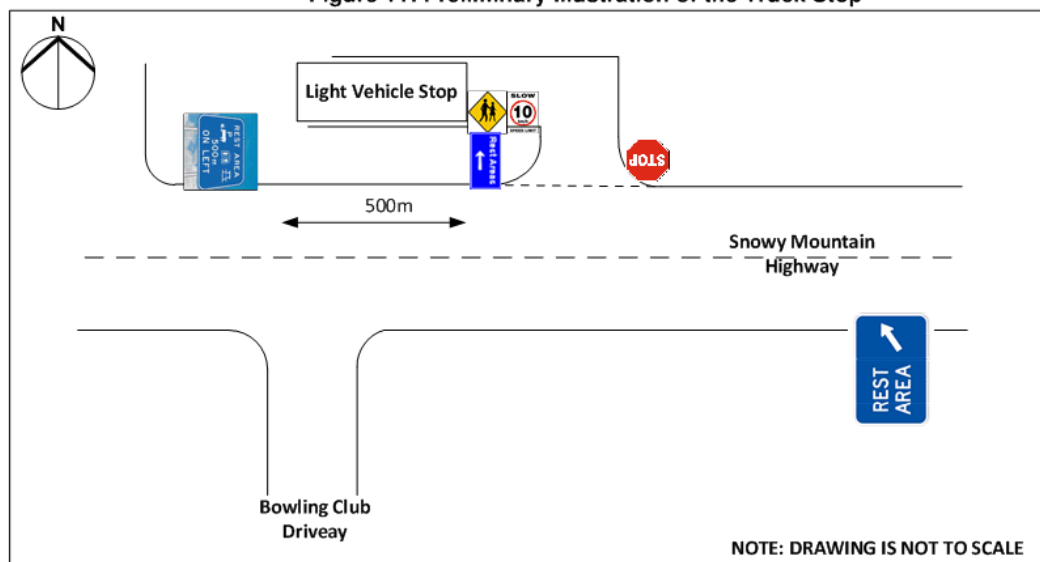 Figure 11: Preliminary Illustration of the Truck Stop
N
Light Vehicle Stop
SLOW
10
km/h
SPEED LIMIT
REST AREA
P
500m
ON LEFT
Rest Areas
STOP
500m
Snowy Mountain
Highway
REST
AREA
Bowling Club
Driveay
NOTE: DRAWING IS NOT TO SCALE